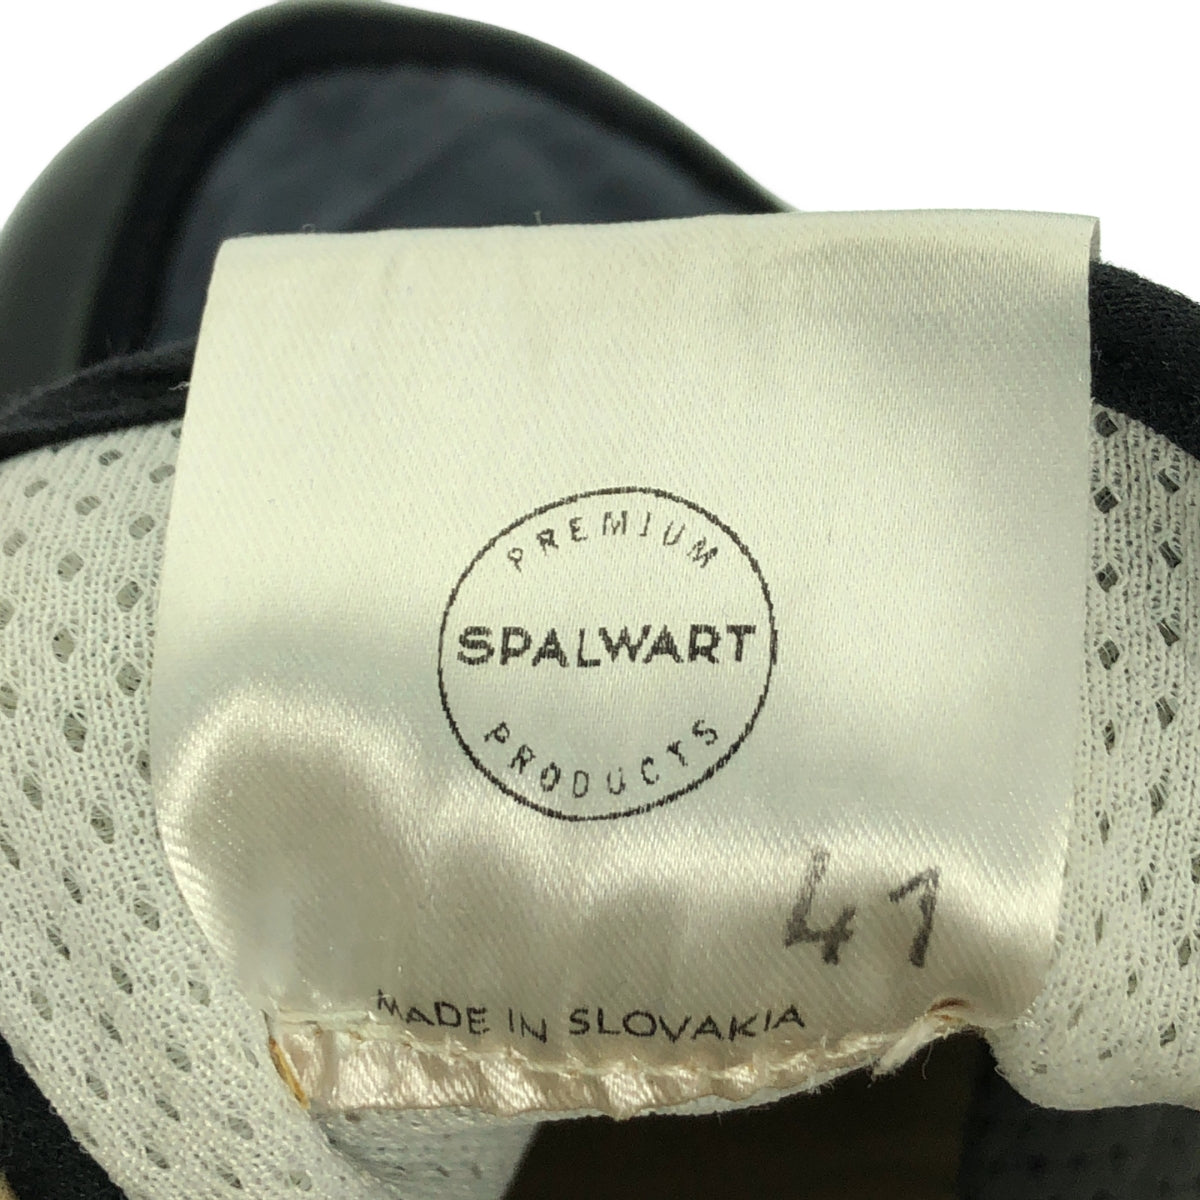 PREMIUM
SPALWART
PRODUCTS
41
MADE IN SLOVAKIA